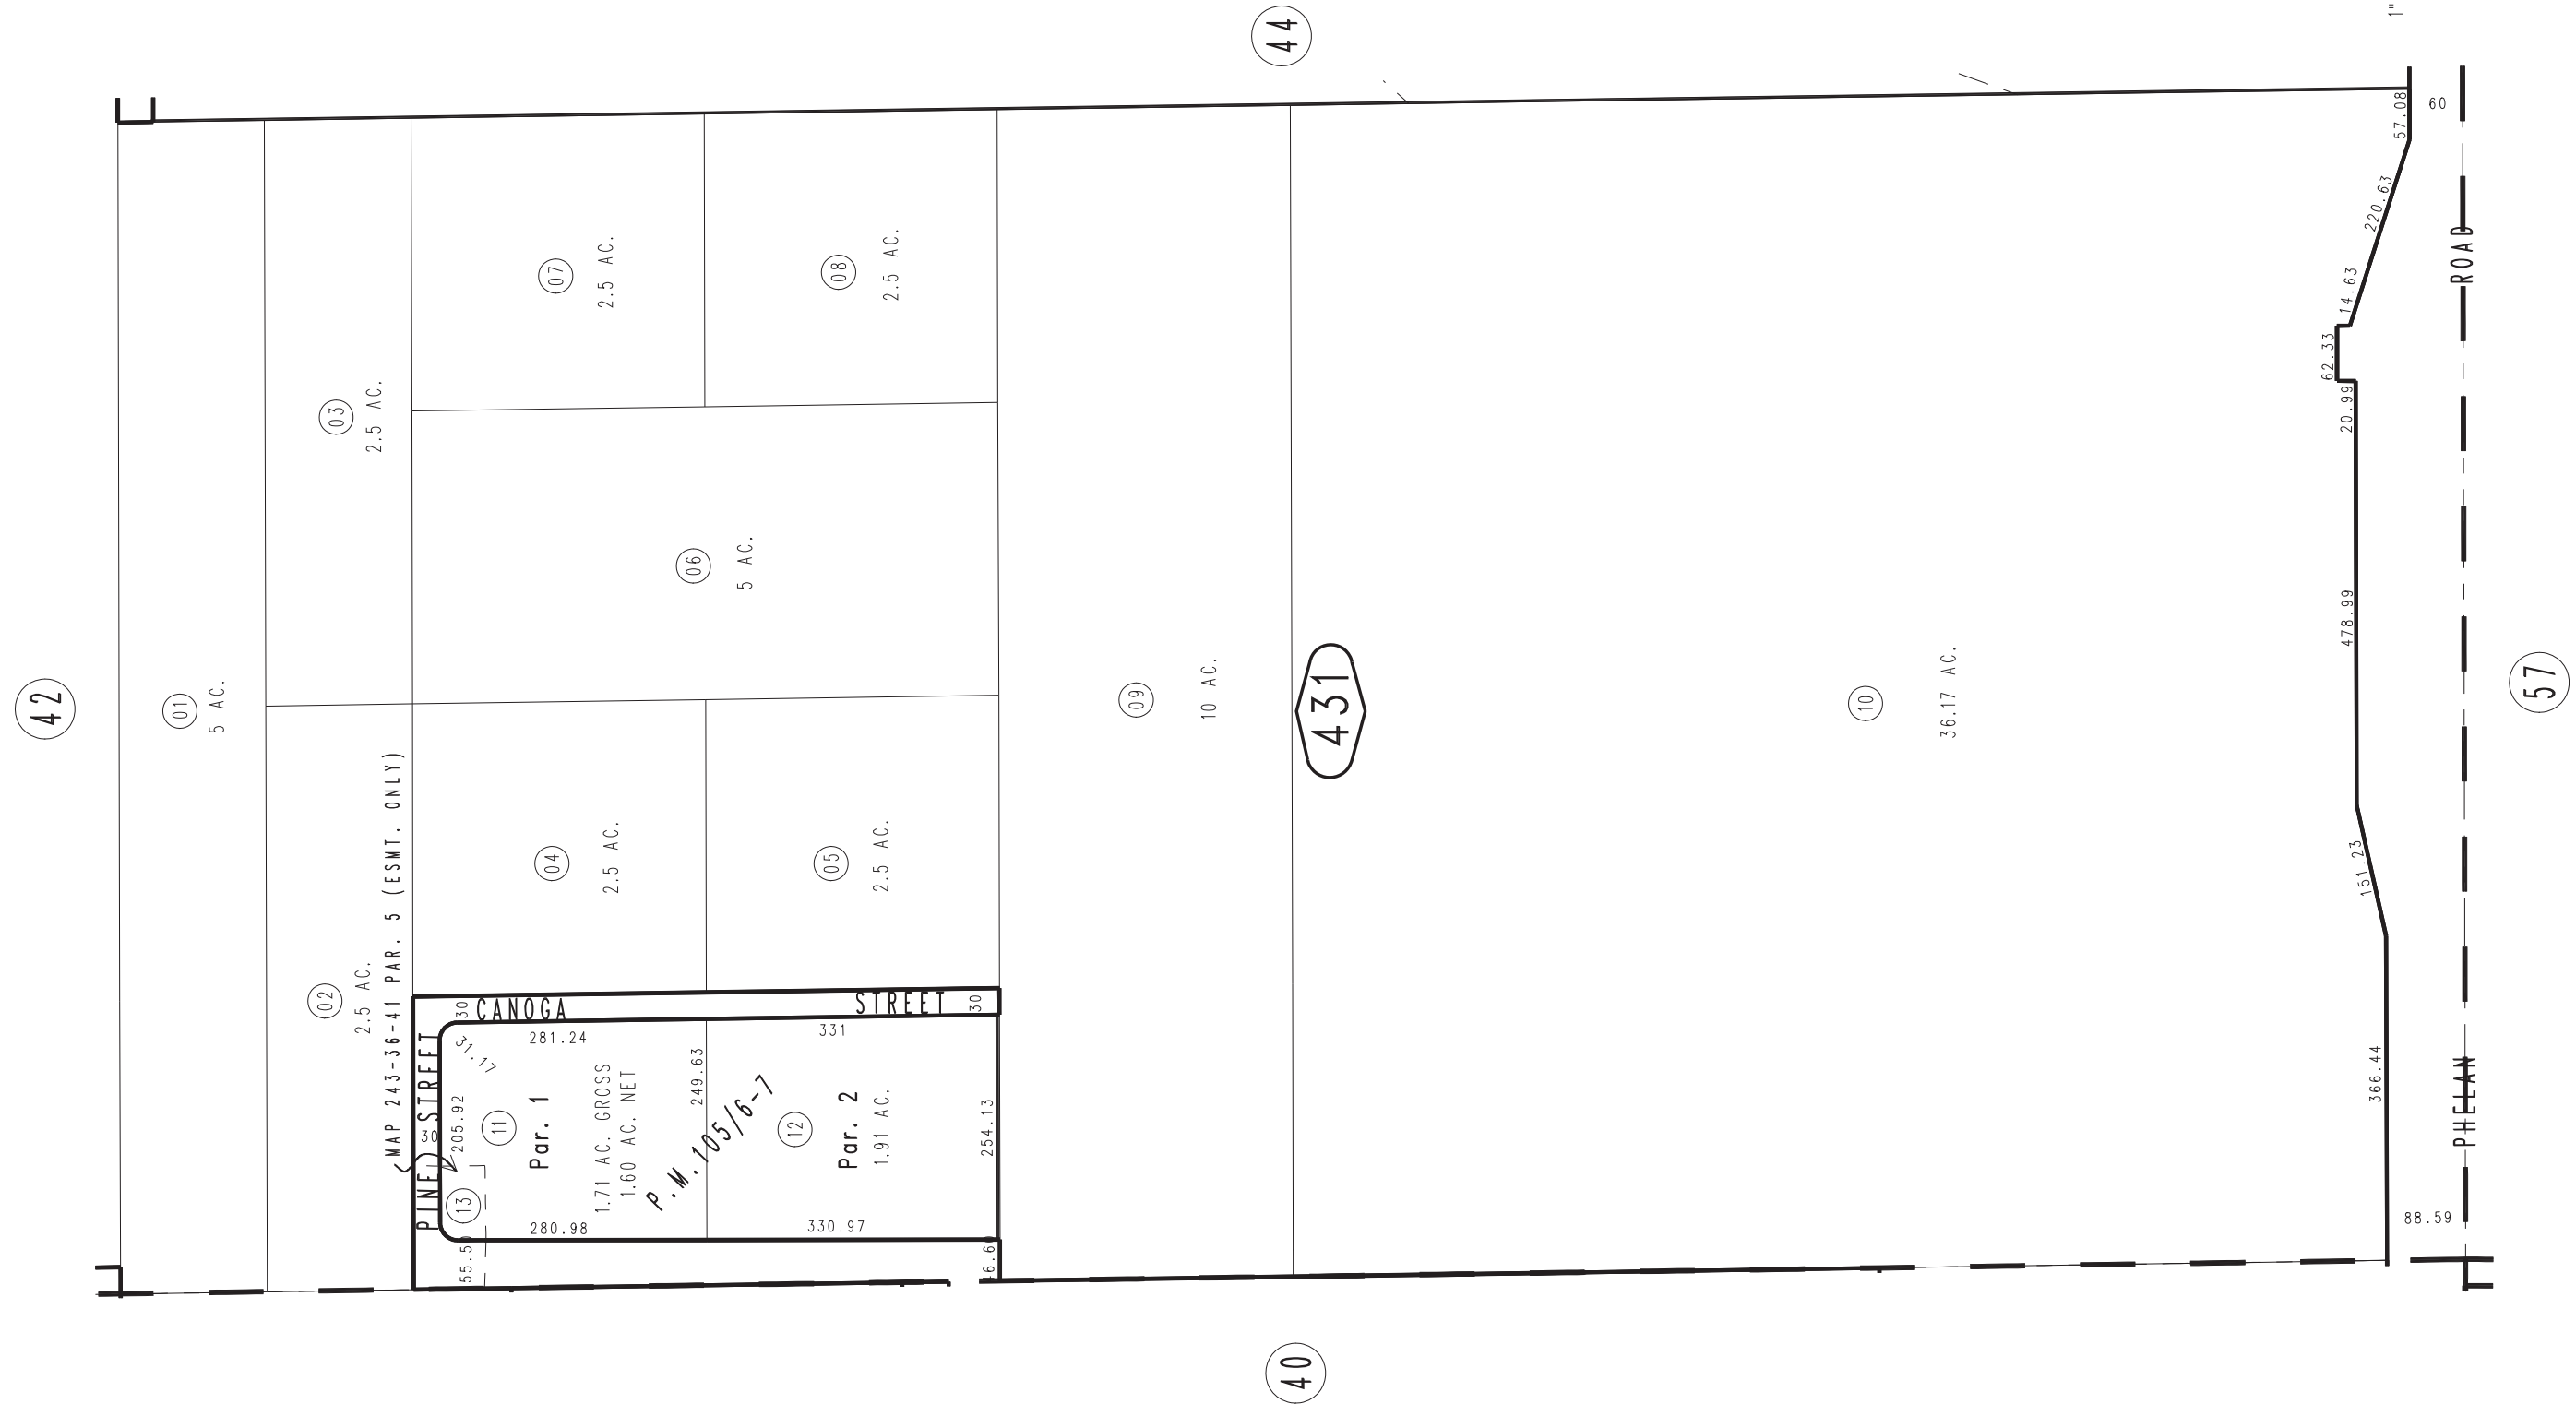 44
1"
42
01
5 AC.
03
2.5 AC.
02
2.5 AC.
07
2.5 AC.
08
2.5 AC.
06
5 AC.
04
2.5 AC.
05
2.5 AC.
09
10 AC.
431
10
36.17 AC.
MAP 243-36-41 PAR. 5 (ESMT. ONLY)
PINE STREET
30
CANOGA STREET
30
30
31.17
205.92
281.24
331
11
Par. 1
1.71 AC. GROSS
1.60 AC. NET
249.63
P.M. 105/6-7
12
Par. 2
1.91 AC.
254.13
13
280.98
330.97
57.08
60
220.63
14.63
62.33
20.99
478.99
151.23
366.44
88.59
PHELAN ROAD
57
40